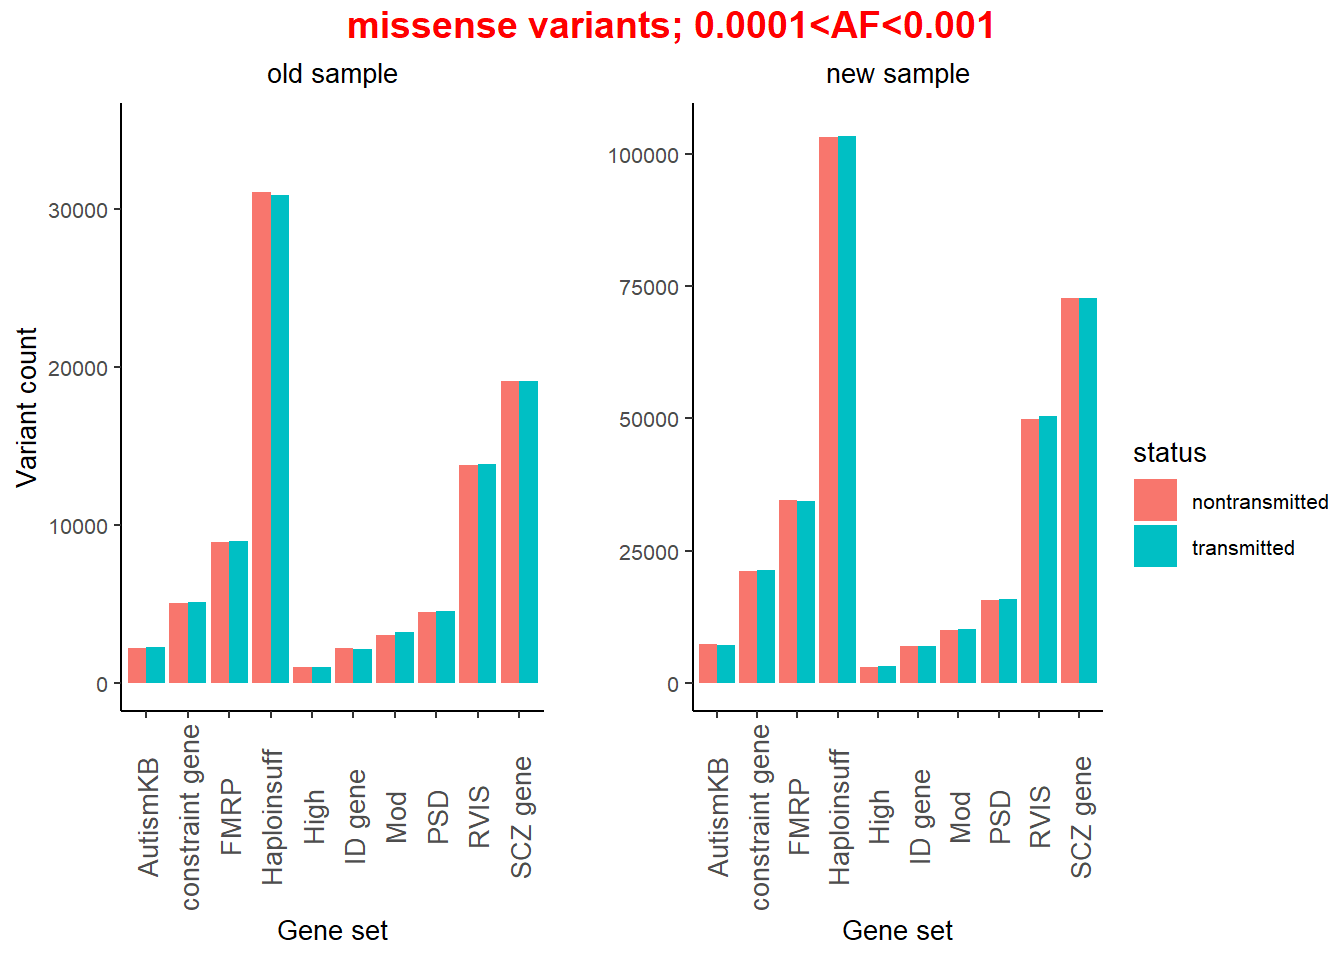 missense variants; 0.0001<AF<0.001
old sample
new sample
Variant count
30000
20000
10000
0
100000
75000
50000
25000
0
AutismKB
constraint gene
FMRP
Haploinsuff
High
ID gene
Mod
PSD
RVIS
SCZ gene
AutismKB
constraint gene
FMRP
Haploinsuff
High
ID gene
Mod
PSD
RVIS
SCZ gene
Gene set
Gene set
status
nontransmitted
transmitted